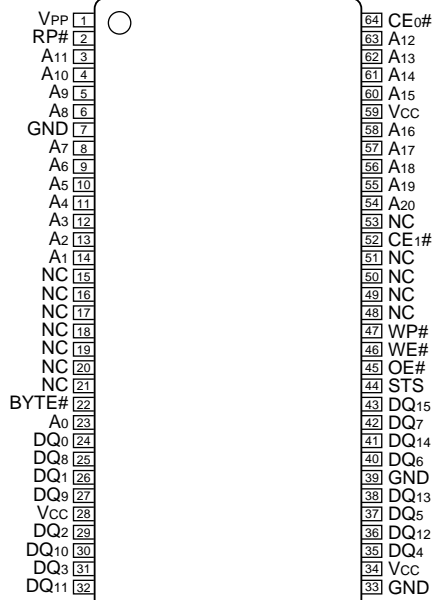 VPP 1 64 CE0#
RP# 2 63 A12
A11 3 62 A13
A10 4 61 A14
A9 5 60 A15
A8 6 59 VCC
GND 7 58 A16
A7 8 57 A17
A6 9 56 A18
A5 10 55 A19
A4 11 54 A20
A3 12 53 NC
A2 13 52 CE1#
A1 14 51 NC
NC 15 50 NC
NC 16 49 NC
NC 17 48 NC
NC 18 47 WP#
NC 19 46 WE#
NC 20 45 OE#
NC 21 44 STS
BYTE# 22 43 DQ15
A0 23 42 DQ7
DQ0 24 41 DQ14
DQ8 25 40 DQ6
DQ1 26 39 GND
DQ9 27 38 DQ13
VCC 28 37 DQ5
DQ2 29 36 DQ12
DQ10 30 35 DQ4
DQ3 31 34 VCC
DQ11 32 33 GND